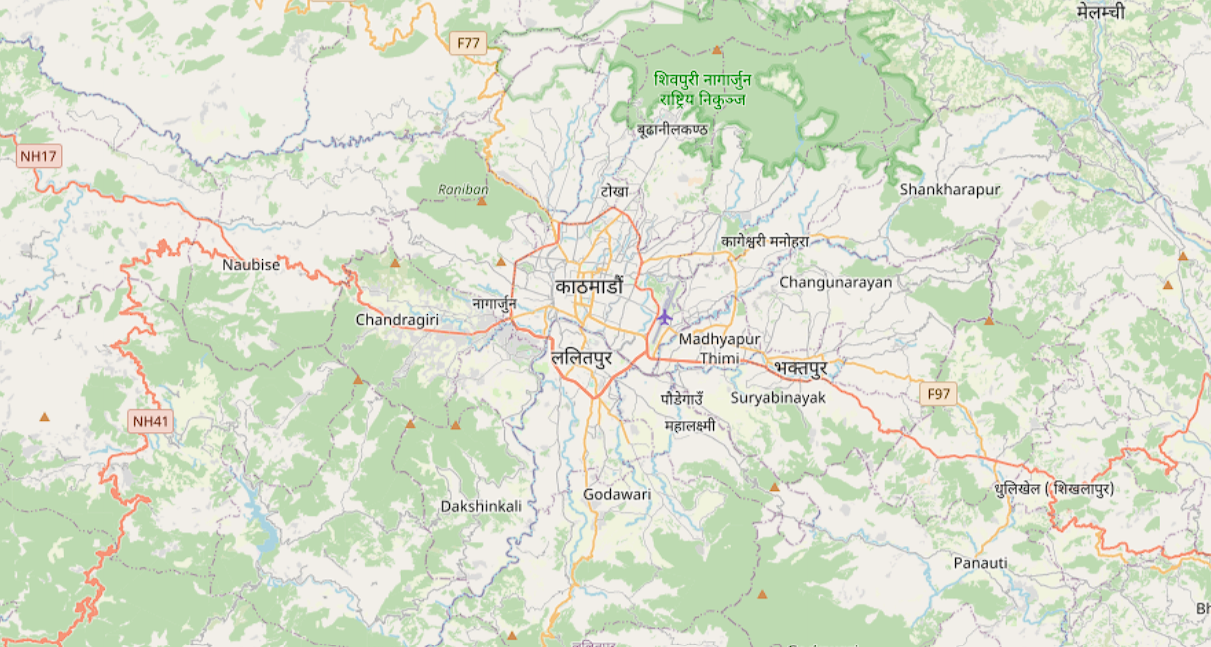 मेलम्ची
F77
शिवपुरी नागार्जुन
राष्ट्रिय निकुञ्ज
बूढानीलकण्ठ
NH17
Raniban
टोखा
Shankharapur
कागेश्वरी मनोहरा
Naubise
Changunarayan
काठमाडौँ
नागार्जुन
Chandragiri
Madhyapur
Thimi
ललितपुर
भक्तपुर
F97
Suryabinayak
पौडेगाउँ
NH41
महालक्ष्मी
धुलिखेल ( शिखलापुर)
Godawari
Dakshinkali
Panauti